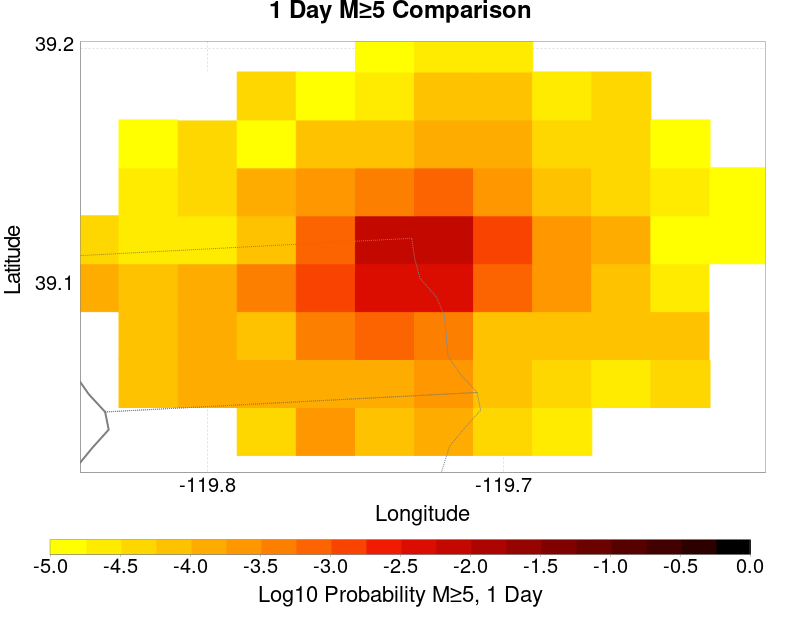 1 Day M≥5 Comparison
39.2
39.1
Latitude
-119.8 -119.7
Longitude
-5.0 -4.5 -4.0 -3.5 -3.0 -2.5 -2.0 -1.5 -1.0 -0.5 0.0
Log10 Probability M≥5, 1 Day